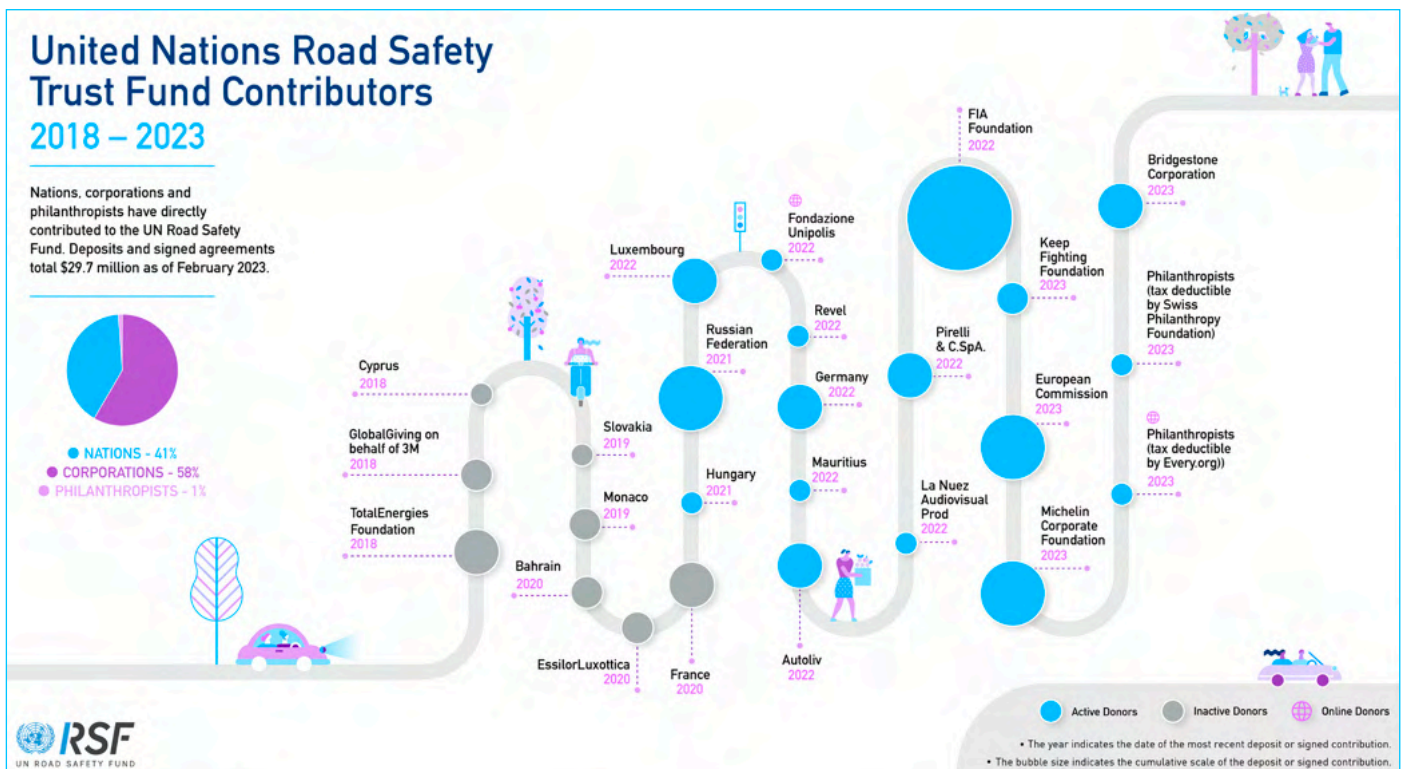 United Nations Road Safety
Trust Fund Contributors
2018 – 2023
Nations, corporations and
philanthropists have directly
contributed to the UN Road Safety
Fund. Deposits and signed agreements
total $29.7 million as of February 2023.
NATIONS - 41%
CORPORATIONS - 58%
PHILANTHROPISTS - 1%
TotalEnergies
Foundation
2018
GlobalGiving on
behalf of 3M
2018
Cyprus
2018
Slovakia
2019
Monaco
2019
Bahrain
2020
EssilorLuxottica
2020
France
2020
Hungary
2021
Russian
Federation
2021
Luxembourg
2022
Fondazione
Unipolis
2022
Revel
2022
Germany
2022
Mauritius
2022
Autoliv
2022
La Nuez
Audiovisual
Prod
2022
Pirelli
& C.SpA.
2022
FIA
Foundation
2022
Keep
Fighting
Foundation
2023
European
Commission
2023
Michelin
Corporate
Foundation
2023
Philanthropists
(tax deductible
by Every.org))
2023
Philanthropists
(tax deductible
by Swiss
Philanthropy
Foundation)
2023
Bridgestone
Corporation
2023
RSF
UN ROAD SAFETY FUND
Active Donors
Inactive Donors
Online Donors
• The year indicates the date of the most recent deposit or signed contribution.
• The bubble size indicates the cumulative scale of the deposit or signed contribution.